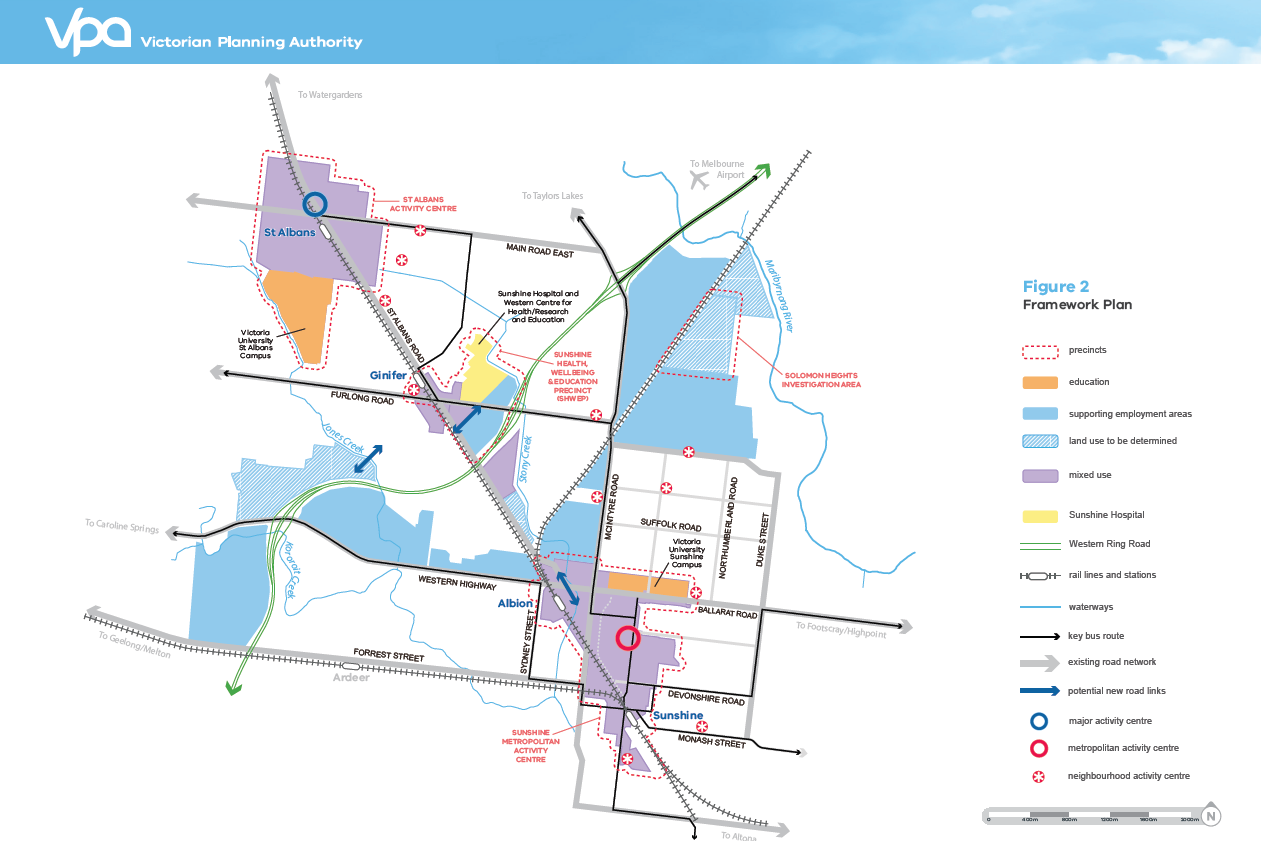 vpa Victorian Planning Authority
To Watergardens
To Melbourne
Airport
To Taylors Lakes
ST ALBANS
ACTIVITY CENTRE
St Albans
MAIN ROAD EAST
Maribyrnong River
Sunshine Hospital and
Western Centre for
Health/Research
and Education
Victoria
University
St Albans
Campus
ST ALBANS ROAD
SUNSHINE
HEALTH,
WELLBEING
& EDUCATION
PRECINCT
(SHWEP)
SOLOMON HEIGHTS
INVESTIGATION AREA
Ginifer
FURLONG ROAD
Jones Creek
Stony Creek
MCINTYRE ROAD
SUFFOLK ROAD
NORTHUMBERLAND ROAD
DUKE STREET
To Caroline Springs
Kororoit Creek
Victoria
University
Sunshine
Campus
WESTERN HIGHWAY
Albion
BALLARAT ROAD
To Footscray/Highpoint
SYDNEY STREET
To Geelong/Melton
FORREST STREET
Ardeer
DEVONSHIRE ROAD
Sunshine
MONASH STREET
SUNSHINE
METROPOLITAN
ACTIVITY
CENTRE
To Altona
Figure 2
Framework Plan
precincts
education
supporting employment areas
land use to be determined
mixed use
Sunshine Hospital
Western Ring Road
rail lines and stations
waterways
key bus route
existing road network
potential new road links
major activity centre
metropolitan activity centre
neighbourhood activity centre
0 400m 800m 1200m 1600m 2000m
N